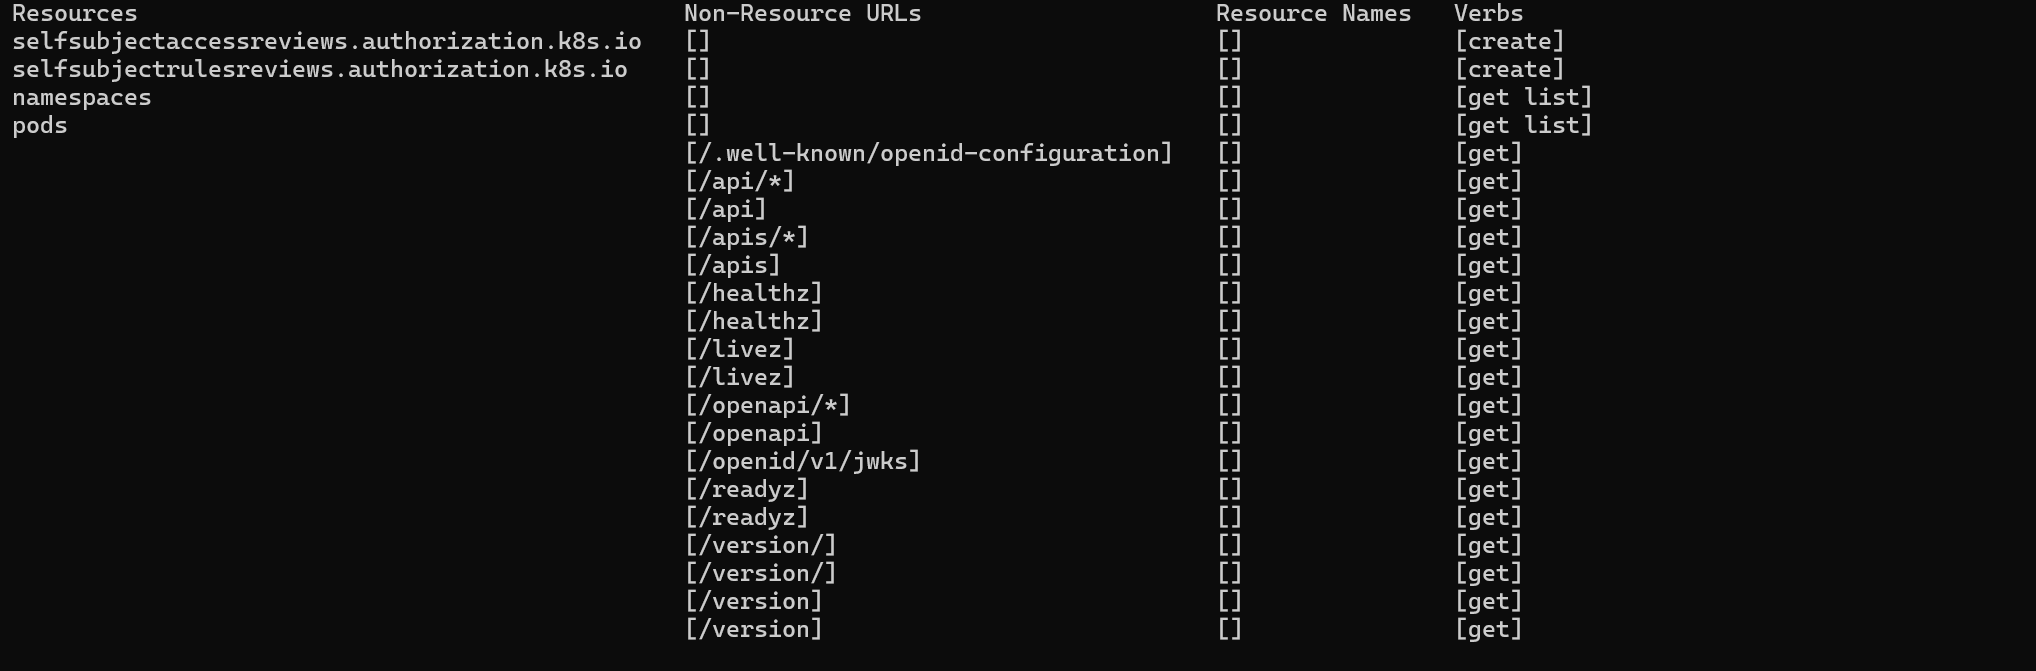 Resources Non-Resource URLs Resource Names Verbs
selfsubjectaccessreviews.authorization.k8s.io [] [] [create]
selfsubjectrulesreviews.authorization.k8s.io [] [] [create]
namespaces [] [] [get list]
pods [] [] [get list]
[/.well-known/openid-configuration] [] [get]
[/api/*] [] [get]
[/api] [] [get]
[/apis/*] [] [get]
[/apis] [] [get]
[/healthz] [] [get]
[/healthz] [] [get]
[/livez] [] [get]
[/livez] [] [get]
[/openapi/*] [] [get]
[/openapi] [] [get]
[/openid/v1/jwks] [] [get]
[/readyz] [] [get]
[/readyz] [] [get]
[/version/] [] [get]
[/version/] [] [get]
[/version] [] [get]
[/version] [] [get]